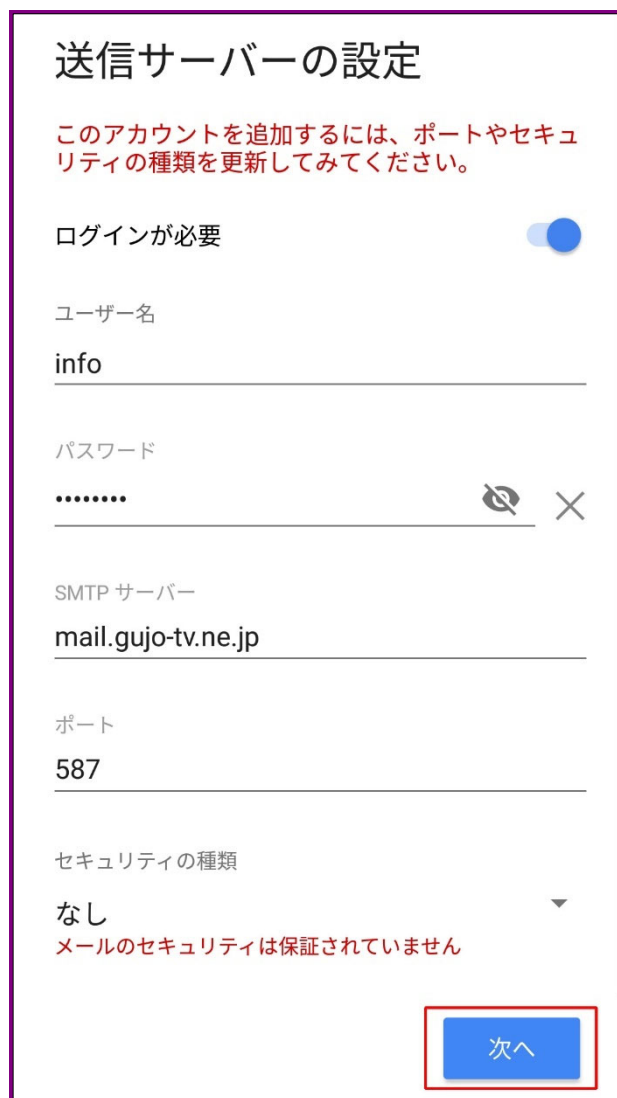 送信サーバーの設定
このアカウントを追加するには、ポートやセキュ
リティの種類を更新してみてください。
ログインが必要
ユーザー名
info
パスワード
••••••••
SMTP サーバー
mail.gujo-tv.ne.jp
ポート
587
セキュリティの種類
なし
メールのセキュリティは保証されていません
次へ